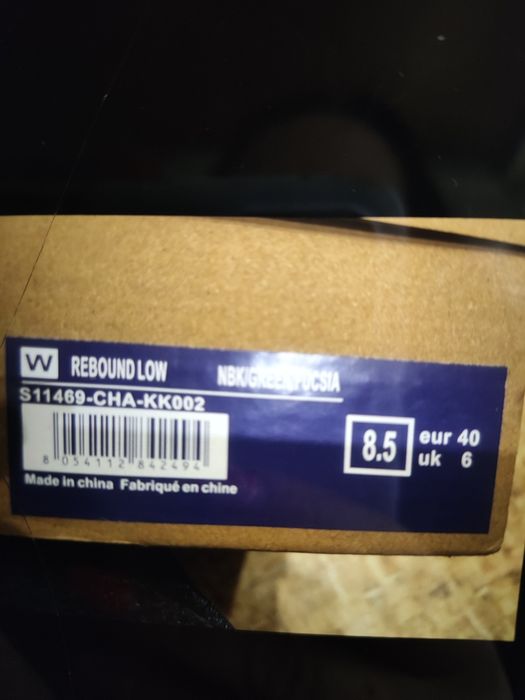 W REBOUND LOW NBK/GREEN/FUCSIA
S11469-CHA-KK002
8 054112 842494
Made in china Fabriqué en chine
8.5 eur 40
uk 6